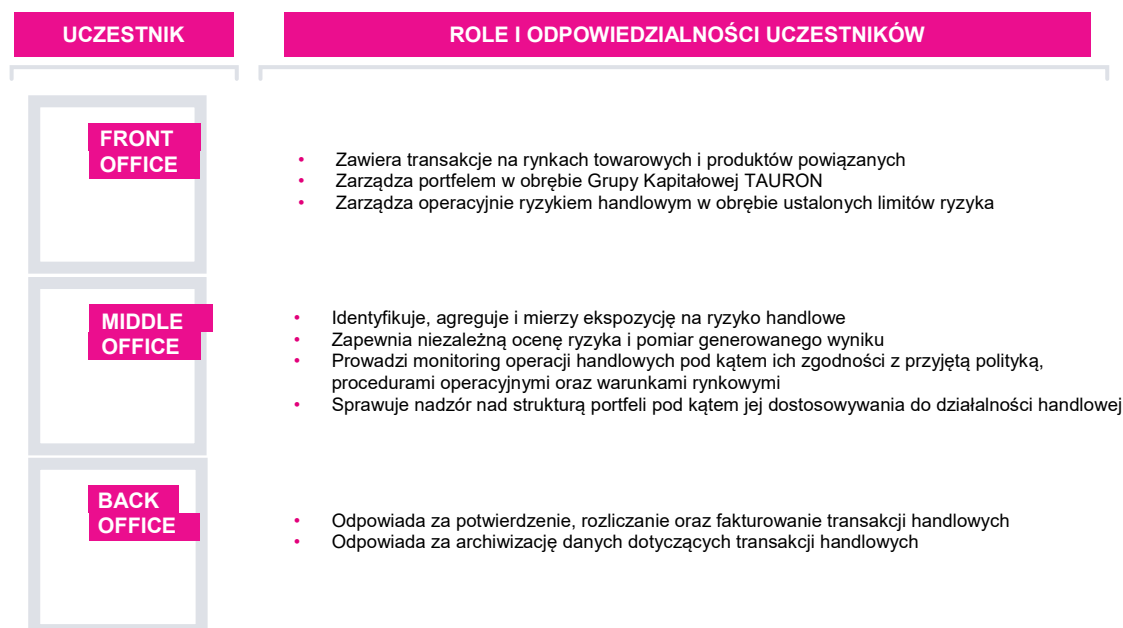 UCZESTNIK
ROLE I ODPOWIEDZIALNOŚCI UCZESTNIKÓW
FRONT
OFFICE
• Zawiera transakcje na rynkach towarowych i produktów powiązanych
• Zarządza portfelem w obrębie Grupy Kapitałowej TAURON
• Zarządza operacyjnie ryzykiem handlowym w obrębie ustalonych limitów ryzyka
MIDDLE
OFFICE
• Identyfikuje, agreguje i mierzy ekspozycję na ryzyko handlowe
• Zapewnia niezależną ocenę ryzyka i pomiar generowanego wyniku
• Prowadzi monitoring operacji handlowych pod kątem ich zgodności z przyjętą polityką,
procedurami operacyjnymi oraz warunkami rynkowymi
• Sprawuje nadzór nad strukturą portfeli pod kątem jej dostosowywania do działalności handlowej
BACK
OFFICE
• Odpowiada za potwierdzenie, rozliczanie oraz fakturowanie transakcji handlowych
• Odpowiada za archiwizację danych dotyczących transakcji handlowych